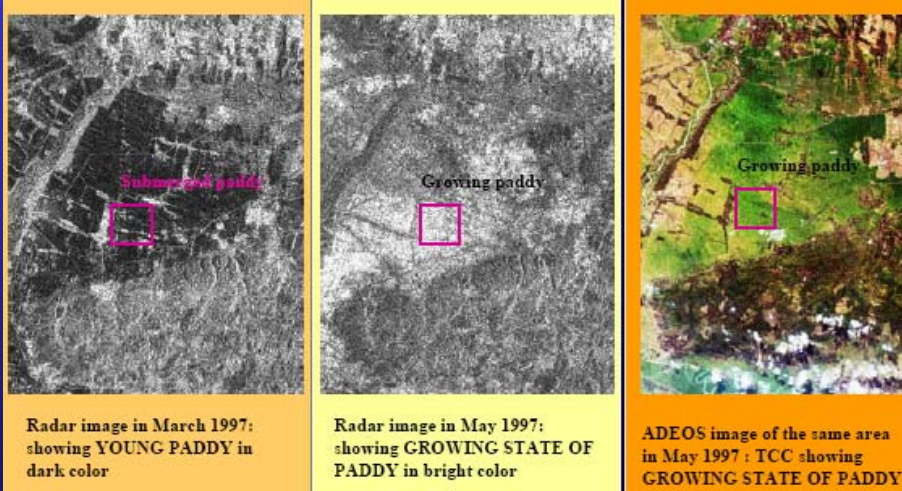 Submerged paddy
Growing paddy
Growing paddy
Radar image in March 1997:
showing YOUNG PADDY in
dark color
Radar image in May 1997:
showing GROWING STATE OF
PADDY in bright color
ADEOS image of the same area
in May 1997 : TCC showing
GROWING STATE OF PADDY